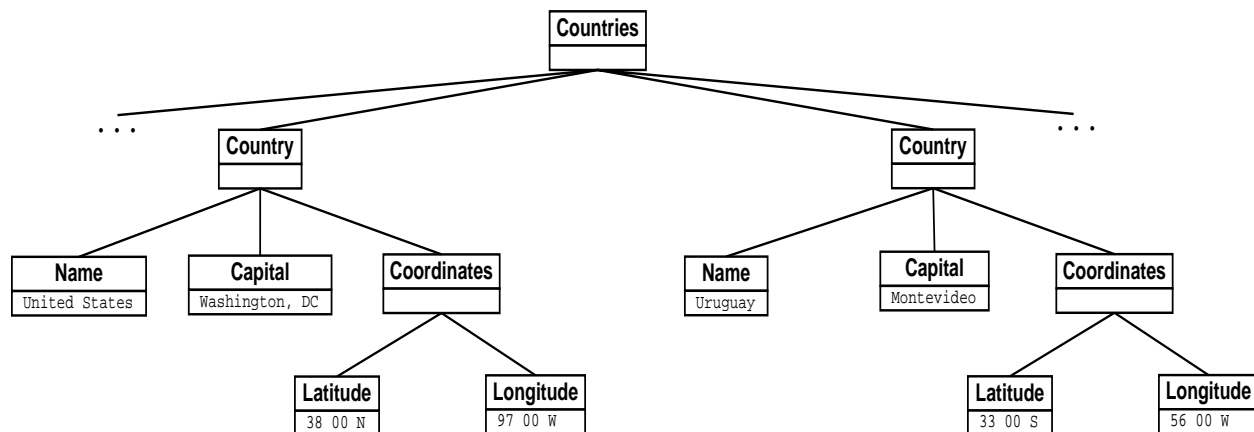 Countries
. . .
. . .
Country
Country
Name
United States
Capital
Washington, DC
Coordinates
Name
Uruguay
Capital
Montevideo
Coordinates
Latitude
38 00 N
Longitude
97 00 W
Latitude
33 00 S
Longitude
56 00 W